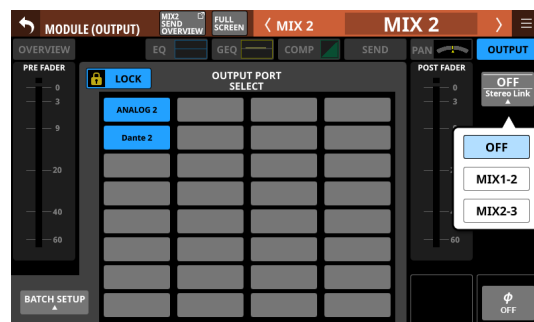 MODULE (OUTPUT)
MIX2
SEND
OVERVIEW
FULL
SCREEN
MIX 2
MIX 2
OVERVIEW
EQ
GEQ
COMP
SEND
PAN
OUTPUT
PRE FADER
0
3
9
20
40
60
LOCK
OUTPUT PORT
SELECT
ANALOG 2
Dante 2
POST FADER
0
3
60
OFF
Stereo Link
OFF
MIX1-2
MIX2-3
BATCH SETUP
φ
OFF